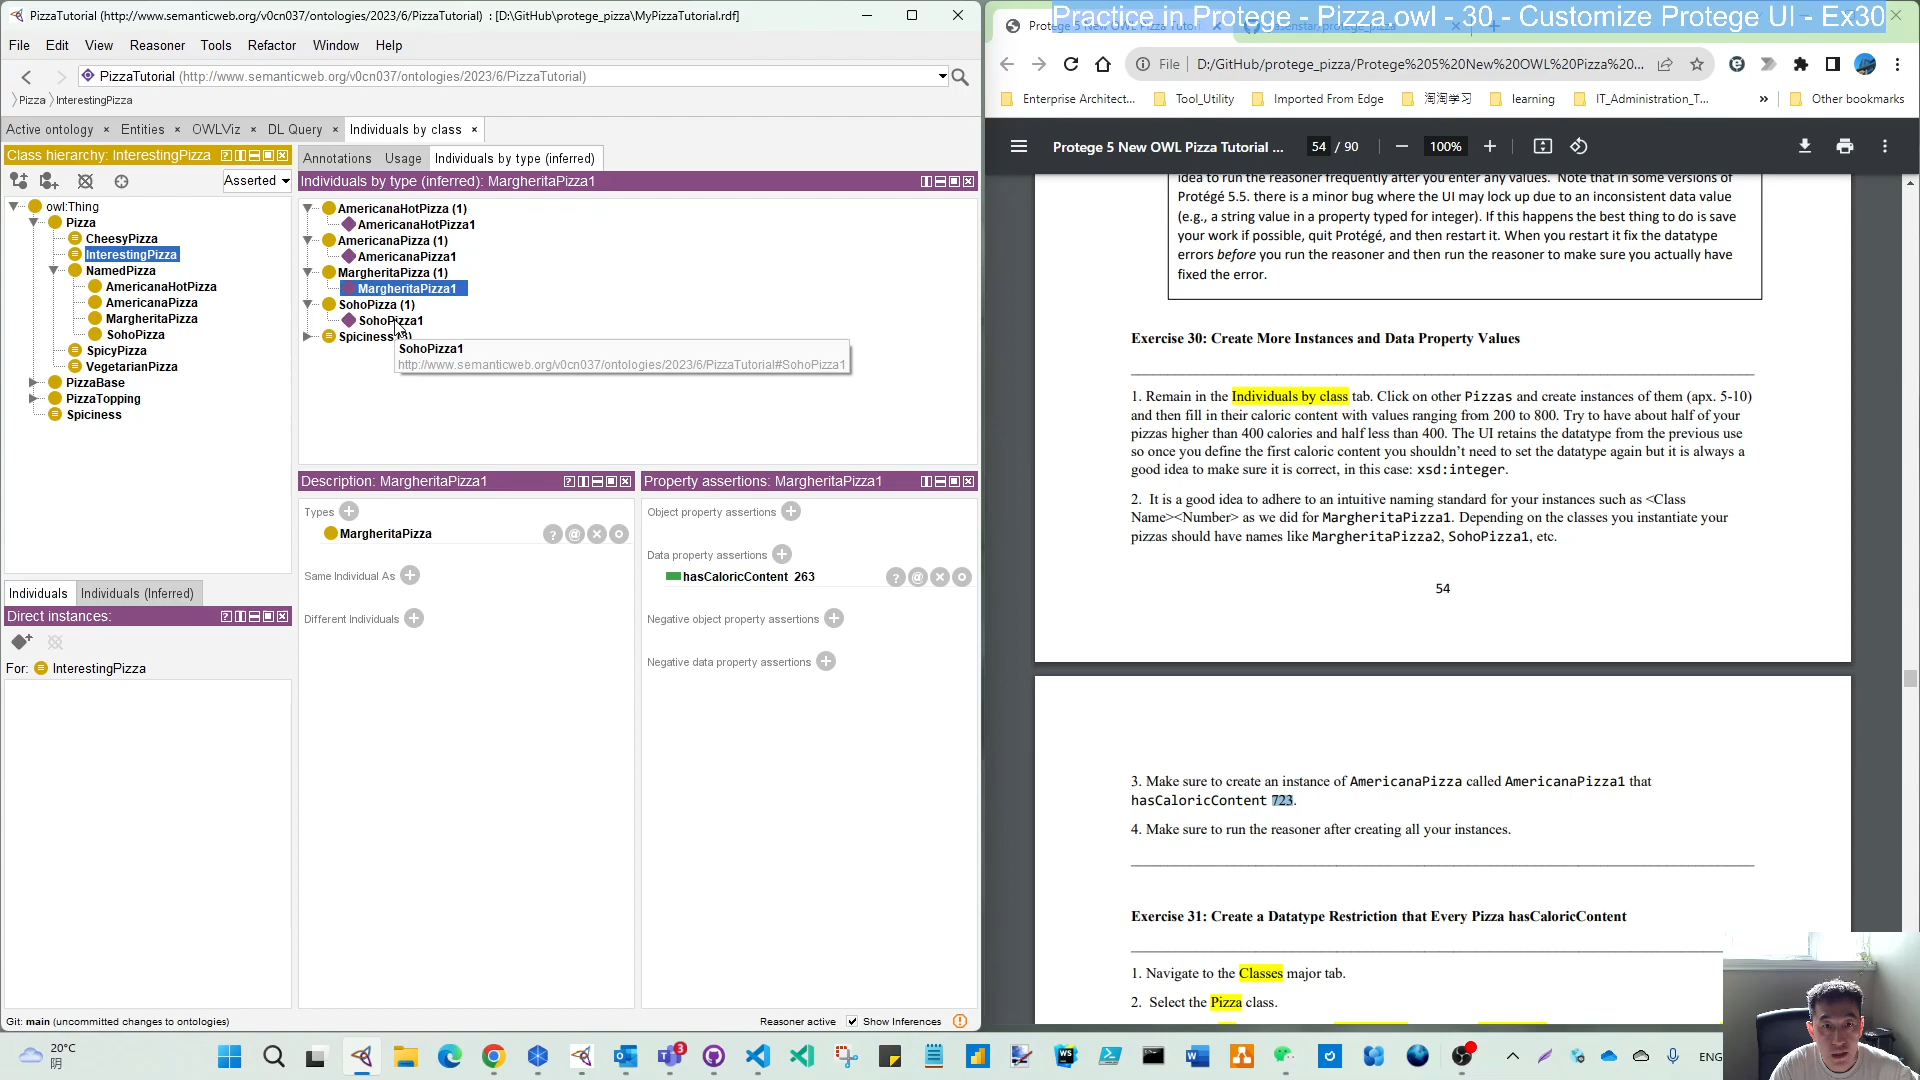 PizzaTutorial (http://www.semanticweb.org/v0cn037/ontologies/2023/6/PizzaTutorial) : [D:\GitHub\protege_pizza\MyPizzaTutorial.rdf]
File Edit View Reasoner Tools Refactor Window Help
PizzaTutorial (http://www.semanticweb.org/v0cn037/ontologies/2023/6/PizzaTutorial)
Pizza InterestingPizza
Active ontology × Entities × OWLViz × DL Query × Individuals by class ×
Class hierarchy: InterestingPizza
Asserted
owl:Thing
Pizza
CheesyPizza
InterestingPizza
NamedPizza
AmericanaHotPizza
AmericanaPizza
MargheritaPizza
SohoPizza
SpicyPizza
VegetarianPizza
PizzaBase
PizzaTopping
Spiciness
Individuals Individuals (Inferred)
Direct instances:
For: InterestingPizza
Annotations Usage Individuals by type (inferred)
Individuals by type (inferred): MargheritaPizza1
AmericanaHotPizza (1)
AmericanaHotPizza1
AmericanaPizza (1)
AmericanaPizza1
MargheritaPizza (1)
MargheritaPizza1
SohoPizza (1)
SohoPizza1
Spiciness
SohoPizza1
http://www.semanticweb.org/v0cn037/ontologies/2023/6/PizzaTutorial#SohoPizza1
Description: MargheritaPizza1
Types
MargheritaPizza
Same Individual As
Different Individuals
Property assertions: MargheritaPizza1
Object property assertions
Data property assertions
hasCaloricContent 263
Negative object property assertions
Negative data property assertions
Git: main (uncommitted changes to ontologies)
Reasoner active Show Inferences
Practice in Protege - Pizza.owl - 30 - Customize Protege UI - Ex30
File D:/GitHub/protege_pizza/Protege%205%20New%20OWL%20Pizza%20...
Enterprise Architect... Tool_Utility Imported From Edge 淘淘学习 learning IT_Administration_T... » Other bookmarks
Protege 5 New OWL Pizza Tutorial ... 54 / 90 100%
idea to run the reasoner frequently after you enter any values. Note that in some versions of
Protégé 5.5. there is a minor bug where the UI may lock up due to an inconsistent data value
(e.g., a string value in a property typed for integer). If this happens the best thing to do is save
your work if possible, quit Protégé, and then restart it. When you restart it fix the datatype
errors before you run the reasoner and then run the reasoner to make sure you actually have
fixed the error.
Exercise 30: Create More Instances and Data Property Values
1. Remain in the Individuals by class tab. Click on other Pizzas and create instances of them (apx. 5-10)
and then fill in their caloric content with values ranging from 200 to 800. Try to have about half of your
pizzas higher than 400 calories and half less than 400. The UI retains the datatype from the previous use
so once you define the first caloric content you shouldn't need to set the datatype again but it is always a
good idea to make sure it is correct, in this case: xsd:integer.
2. It is a good idea to adhere to an intuitive naming standard for your instances such as <Class
Name><Number> as we did for MargheritaPizza1. Depending on the classes you instantiate your
pizzas should have names like MargheritaPizza2, SohoPizza1, etc.
54
3. Make sure to create an instance of AmericanaPizza called AmericanaPizza1 that
hasCaloricContent 723.
4. Make sure to run the reasoner after creating all your instances.
Exercise 31: Create a Datatype Restriction that Every Pizza hasCaloricContent
1. Navigate to the Classes major tab.
2. Select the Pizza class.
20°C
阴
3
ENG